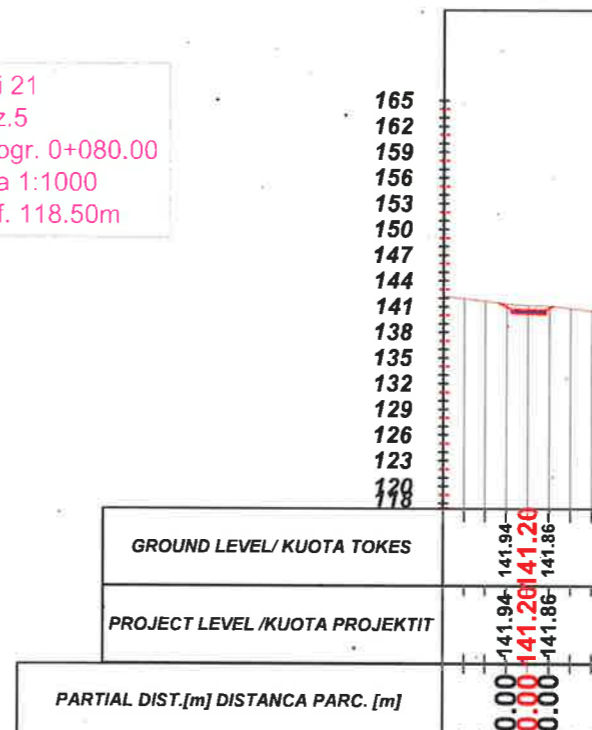 i 21
z.5
ogr. 0+080.00
a 1:1000
f. 118.50m
165
162
159
156
153
150
147
144
141
138
135
132
129
126
123
120
118
GROUND LEVEL/ KUOTA TOKES
141.94 141.20 141.86
PROJECT LEVEL /KUOTA PROJEKTIT
141.94 141.20 141.86
PARTIAL DIST.[m] DISTANCA PARC. [m]
0.00 0.00 0.00